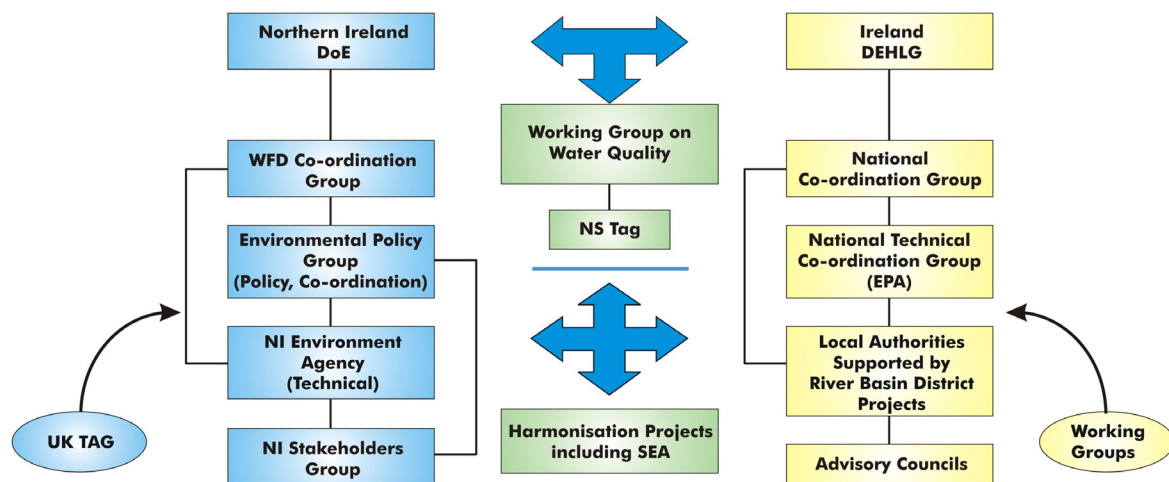 Northern Ireland
DoE
WFD Co-ordination
Group
Environmental Policy
Group
(Policy, Co-ordination)
NI Environment
Agency
(Technical)
NI Stakeholders
Group
UK TAG
Working Group on
Water Quality
NS Tag
Harmonisation Projects
including SEA
Ireland
DEHLG
National
Co-ordination Group
National Technical
Co-ordination Group
(EPA)
Local Authorities
Supported by
River Basin District
Projects
Advisory Councils
Working
Groups